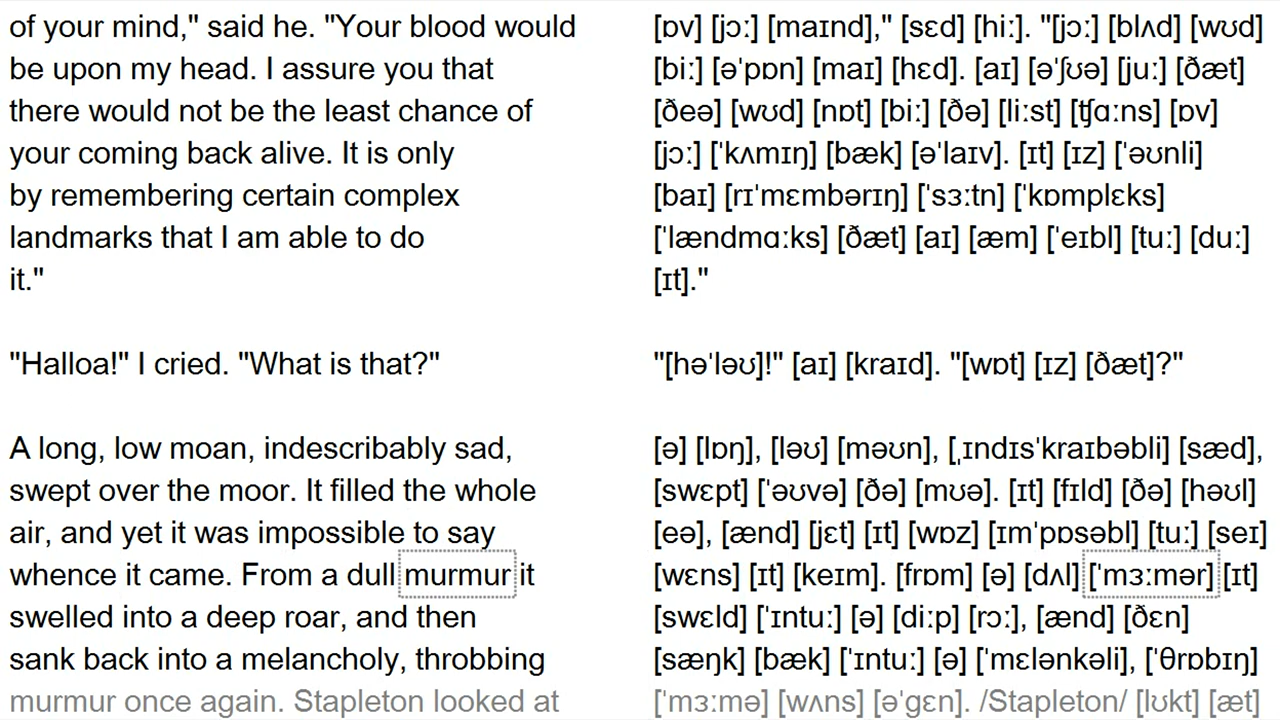 of your mind," said he. "Your blood would
be upon my head. I assure you that
there would not be the least chance of
your coming back alive. It is only
by remembering certain complex
landmarks that I am able to do
it."
"Halloa!" I cried. "What is that?"
A long, low moan, indescribably sad,
swept over the moor. It filled the whole
air, and yet it was impossible to say
whence it came. From a dull murmur it
swelled into a deep roar, and then
sank back into a melancholy, throbbing
murmur once again. Stapleton looked at
[ɒv] [jɔː] [maɪnd]," [sɛd] [hiː]. "[jɔː] [blʌd] [wʊd]
[biː] [əˈpɒn] [maɪ] [hɛd]. [aɪ] [əˈʃʊə] [juː] [ðæt]
[ðeə] [wʊd] [nɒt] [biː] [ðə] [liːst] [ʧɑːns] [ɒv]
[jɔː] [ˈkʌmɪŋ] [bæk] [əˈlaɪv]. [ɪt] [ɪz] [ˈəʊnli]
[baɪ] [rɪˈmɛmbərɪŋ] [ˈsɜːtn] [ˈkɒmplɛks]
[ˈlændmɑːks] [ðæt] [aɪ] [æm] [ˈeɪbl] [tuː] [duː]
[ɪt]."
"[həˈləʊ]!" [aɪ] [kraɪd]. "[wɒt] [ɪz] [ðæt]?"
[ə] [lɒŋ], [ləʊ] [məʊn], [ˌɪndɪsˈkraɪbəbli] [sæd],
[swɛpt] [ˈəʊvə] [ðə] [mʊə]. [ɪt] [fɪld] [ðə] [həʊl]
[eə], [ænd] [jɛt] [ɪt] [wɒz] [ɪmˈpɒsəbl] [tuː] [seɪ]
[wɛns] [ɪt] [keɪm]. [frɒm] [ə] [dʌl] [ˈmɜːmər] [ɪt]
[swɛld] [ˈɪntuː] [ə] [diːp] [rɔː], [ænd] [ðɛn]
[sæŋk] [bæk] [ˈɪntuː] [ə] [ˈmɛlənkəli], [ˈθrɒbɪŋ]
[ˈmɜːmə] [wʌns] [əˈgɛn]. /Stapleton/ [lʊkt] [æt]